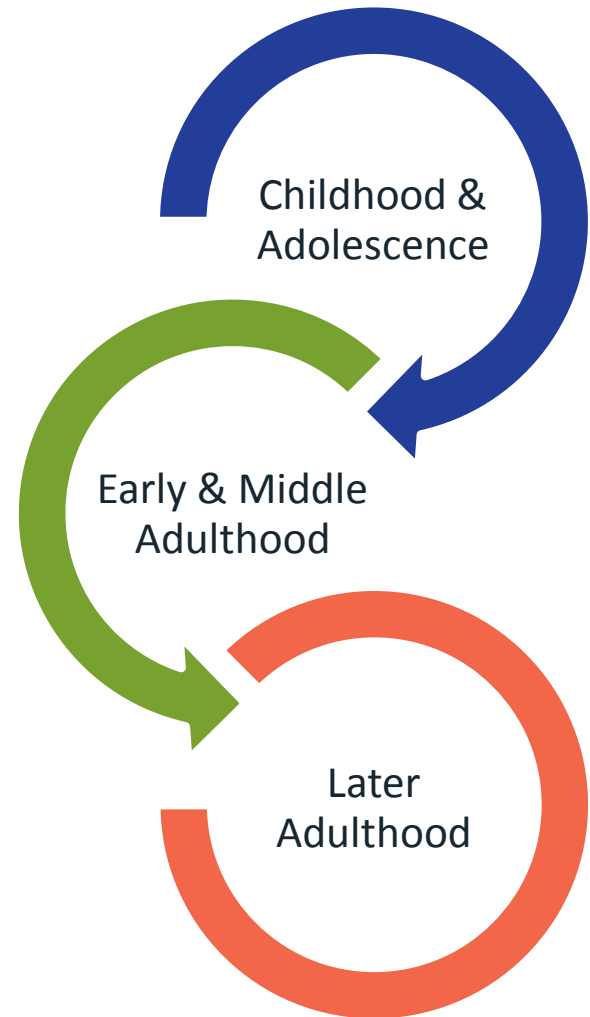 Childhood &
Adolescence
Early & Middle
Adulthood
Later
Adulthood